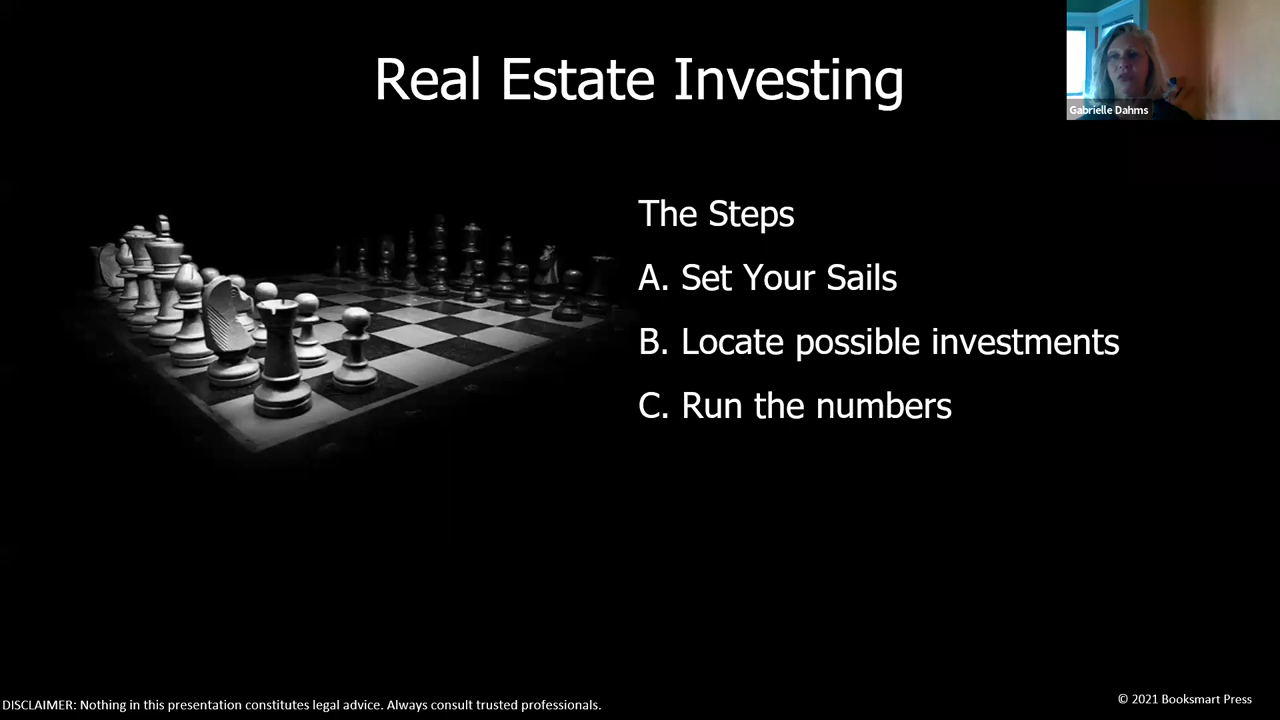 Real Estate Investing
Gabrielle Dahms
The Steps
A. Set Your Sails
B. Locate possible investments
C. Run the numbers
DISCLAIMER: Nothing in this presentation constitutes legal advice. Always consult trusted professionals.
© 2021 Booksmart Press